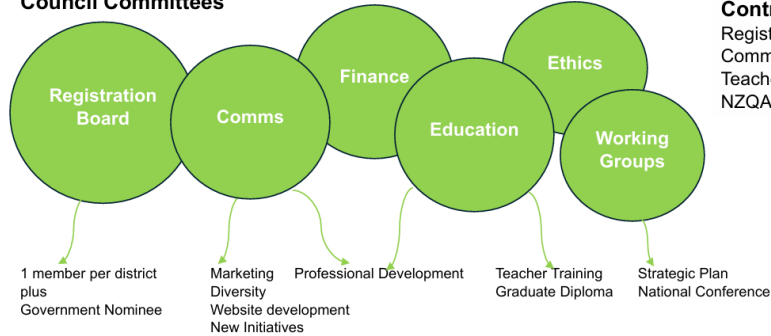 Council Committees
Registration
Board
Comms
Finance
Education
Ethics
Working
Groups
1 member per district
plus
Government Nominee
Marketing
Diversity
Website development
New Initiatives
Professional Development
Teacher Training
Graduate Diploma
Strategic Plan
National Conference
NZQA